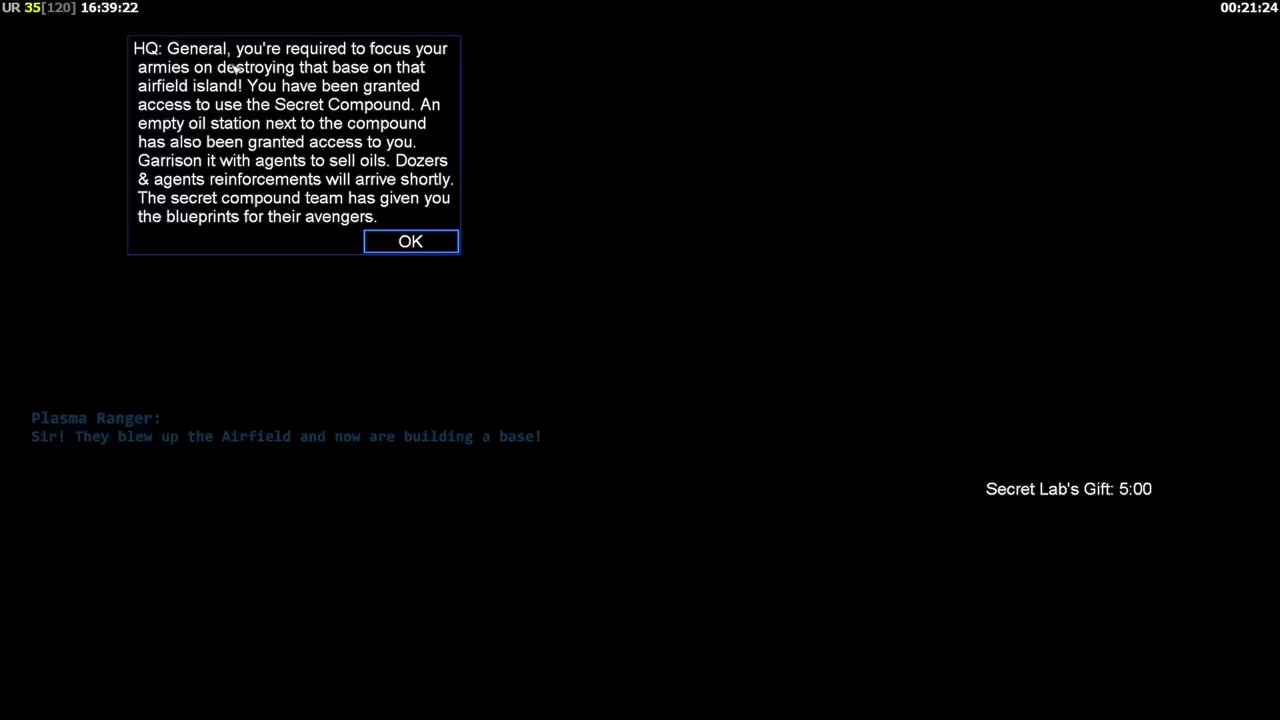 UR 35[120] 16:39:22
00:21:24
HQ: General, you're required to focus your
armies on destroying that base on that
airfield island! You have been granted
access to use the Secret Compound. An
empty oil station next to the compound
has also been granted access to you.
Garrison it with agents to sell oils. Dozers
& agents reinforcements will arrive shortly.
The secret compound team has given you
the blueprints for their avengers.
OK
Plasma Ranger:
Sir! They blew up the Airfield and now are building a base!
Secret Lab's Gift: 5:00